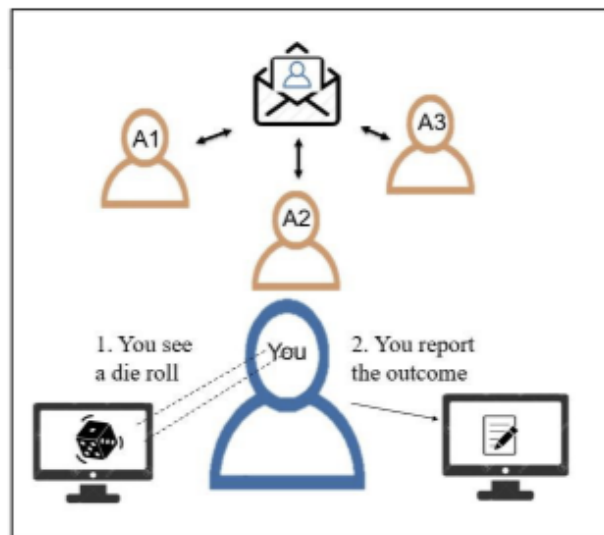 A1
A3
A2
You
1. You see
a die roll
2. You report
the outcome